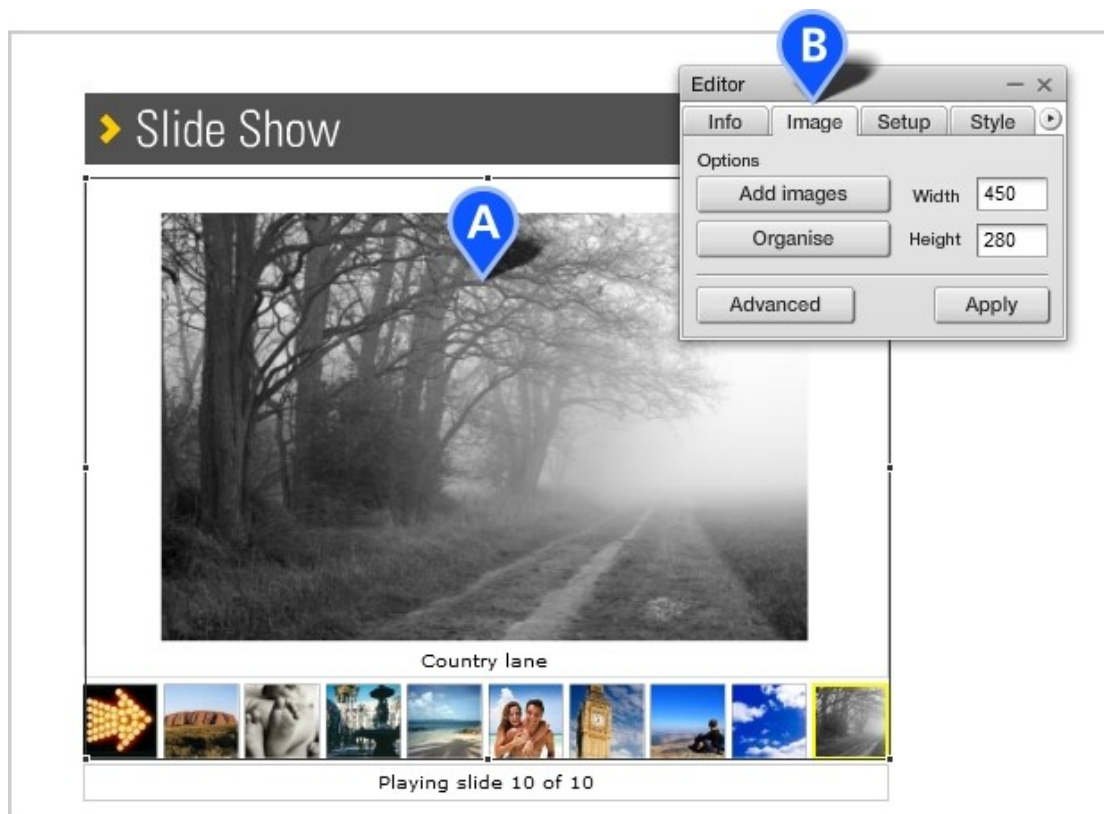 B
Editor
Info Image Setup Style
Slide Show
Options
Add images Width 450
A
Organise Height 280
Advanced Apply
Country lane
Playing slide 10 of 10